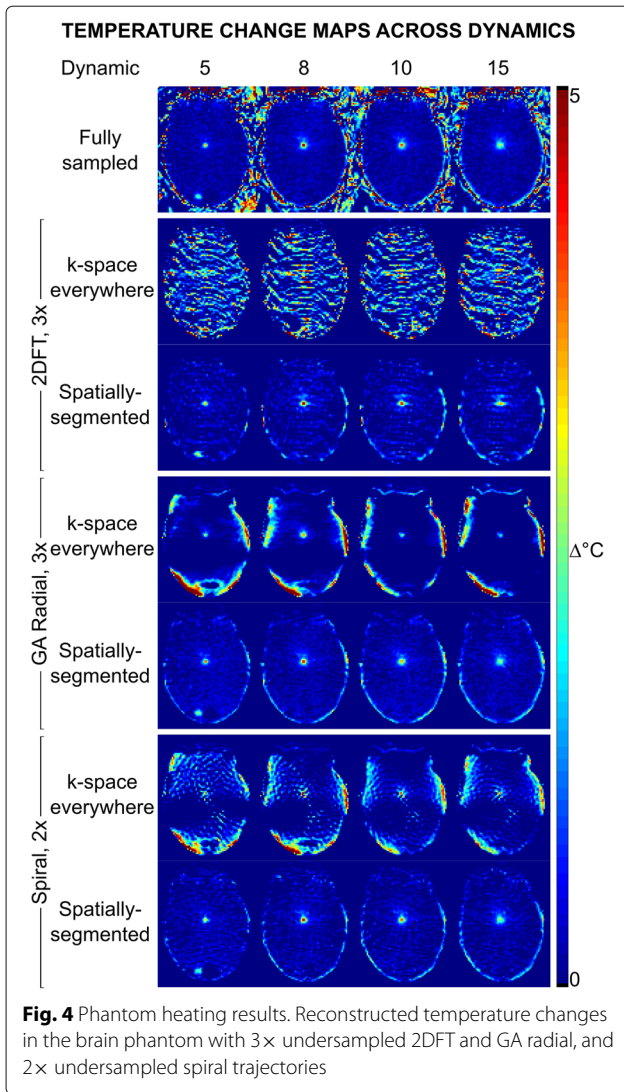 TEMPERATURE CHANGE MAPS ACROSS DYNAMICS
Dynamic 5 8 10 15
5
Fully
sampled
2DFT, 3x
k-space
everywhere
Spatially-
segmented
GA Radial, 3x
k-space
everywhere
Δ°C
Spatially-
segmented
Spiral, 2x
k-space
everywhere
Spatially-
segmented
0
Fig. 4 Phantom heating results. Reconstructed temperature changes
in the brain phantom with 3× undersampled 2DFT and GA radial, and
2× undersampled spiral trajectories